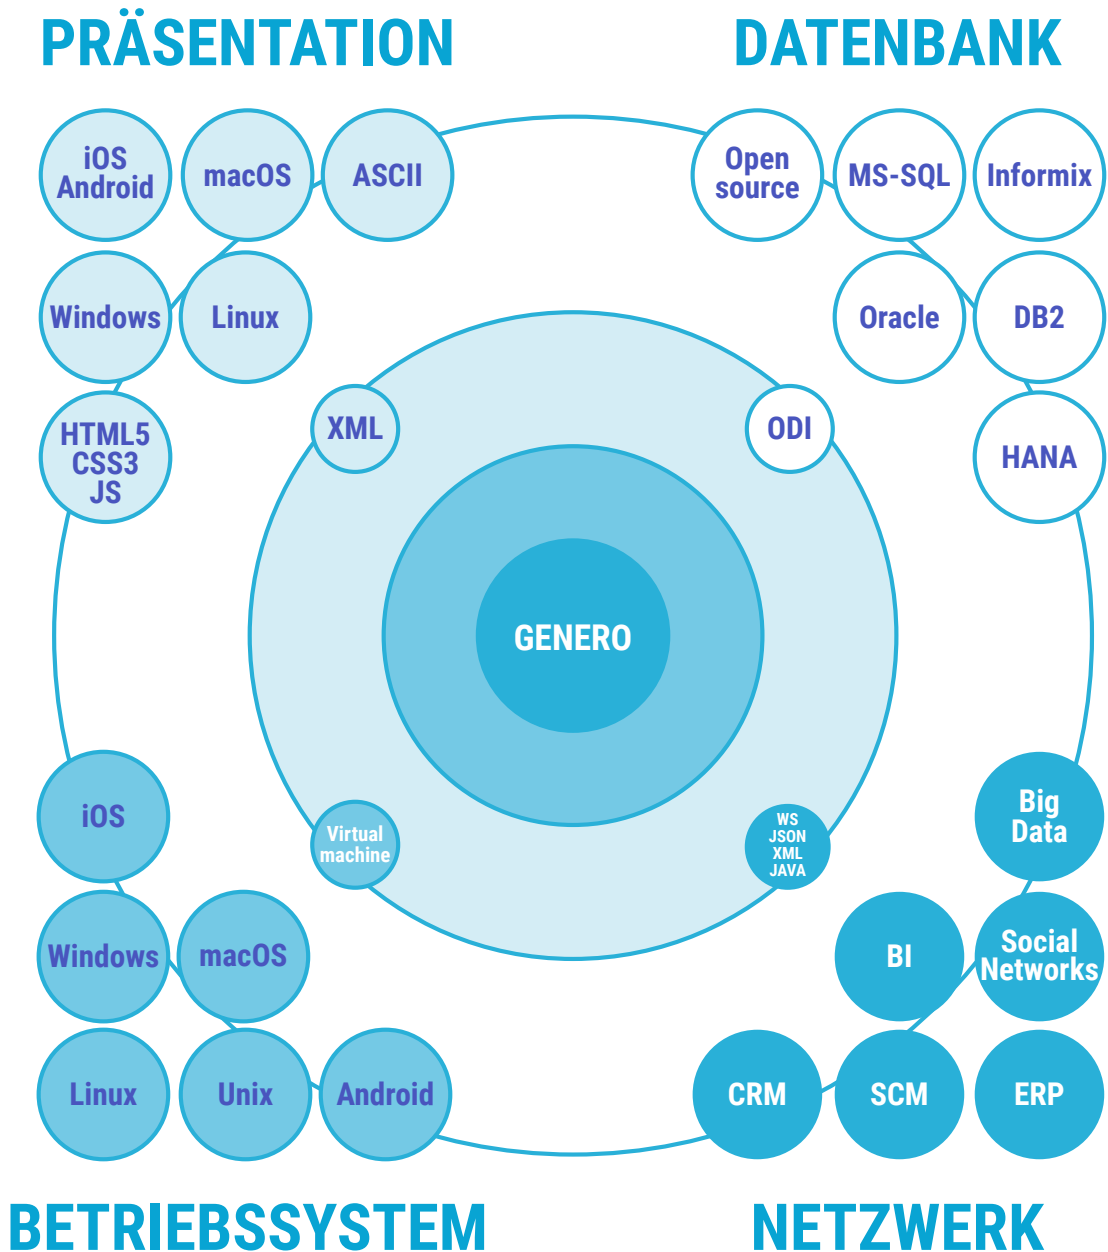 PRÄSENTATION
DATENBANK
iOS
Android
macOS
ASCII
Windows
Linux
HTML5
CSS3
JS
Open
source
MS-SQL
Informix
Oracle
DB2
HANA
XML
ODI
GENERO
Virtual
machine
WS
JSON
XML
JAVA
iOS
Windows
macOS
Linux
Unix
Android
Big
Data
BI
Social
Networks
CRM
SCM
ERP
BETRIEBSSYSTEM
NETZWERK